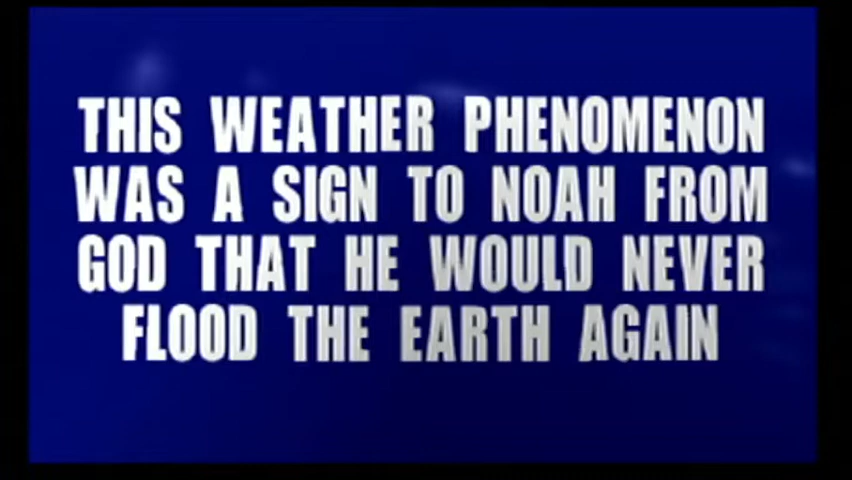 THIS WEATHER PHENOMENON
WAS A SIGN TO NOAH FROM
GOD THAT HE WOULD NEVER
FLOOD THE EARTH AGAIN